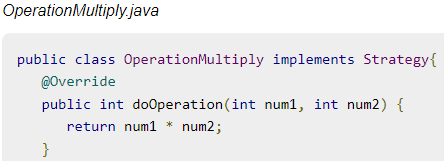 OperationMultiply.java
public class OperationMultiply implements Strategy{
@Override
public int doOperation(int num1, int num2) {
return num1 * num2;
}